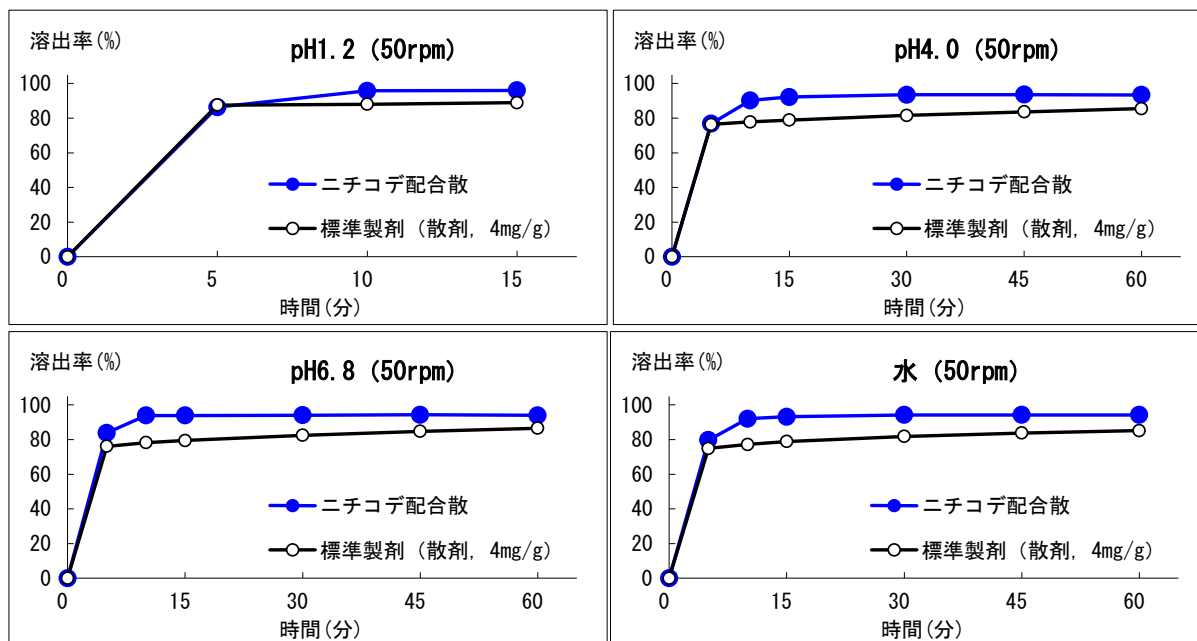 溶出率(%)
pH1.2 (50rpm)
100
80
60
40
20
0
ニチコデ配合散
標準製剤（散剤, 4mg/g）
0 5 10 15
時間(分)
溶出率(%)
pH4.0 (50rpm)
100
80
60
40
20
0
ニチコデ配合散
標準製剤（散剤, 4mg/g）
0 15 30 45 60
時間(分)
溶出率(%)
pH6.8 (50rpm)
100
80
60
40
20
0
ニチコデ配合散
標準製剤（散剤, 4mg/g）
0 15 30 45 60
時間(分)
溶出率(%)
水 (50rpm)
100
80
60
40
20
0
ニチコデ配合散
標準製剤（散剤, 4mg/g）
0 15 30 45 60
時間(分)